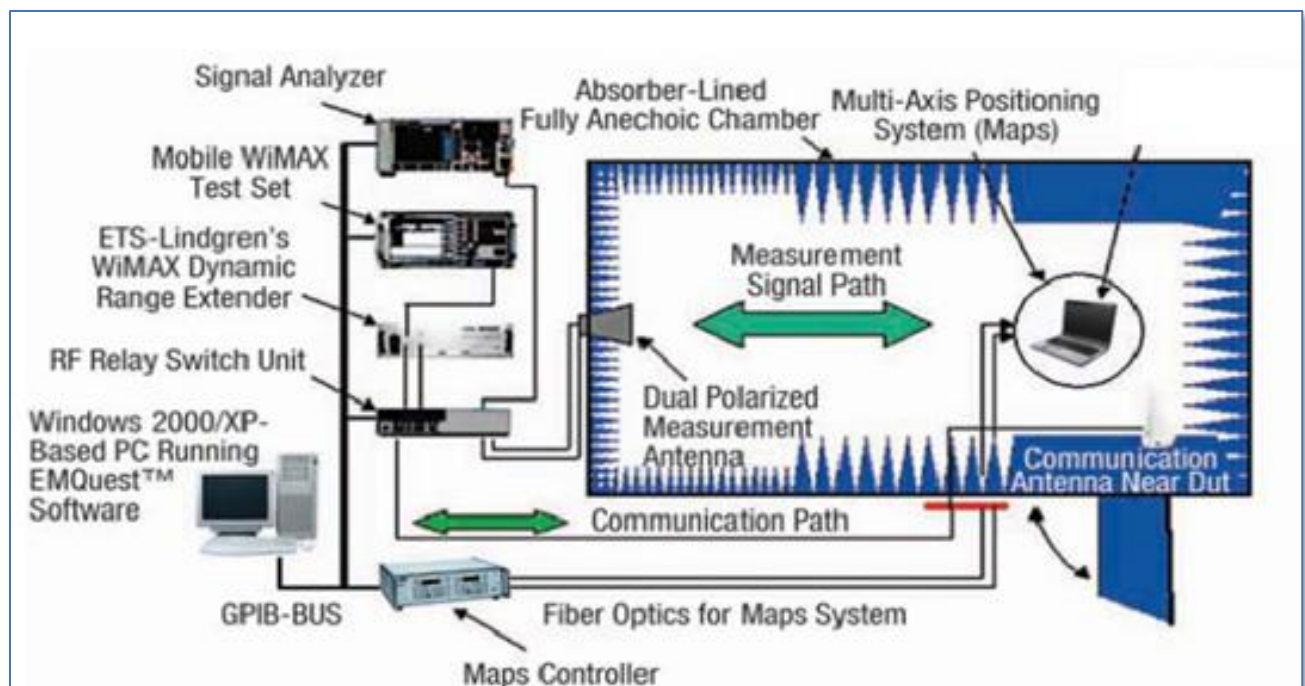 Signal Analyzer
Mobile WiMAX
Test Set
ETS-Lindgren's
WiMAX Dynamic
Range Extender
RF Relay Switch Unit
Windows 2000/XP-
Based PC Running
EMQuest™
Software
GPIB-BUS
Absorber-Lined
Fully Anechoic Chamber
Multi-Axis Positioning
System (Maps)
Measurement
Signal Path
Dual Polarized
Measurement
Antenna
Communication
Antenna Near Dut
Communication Path
Fiber Optics for Maps System
Maps Controller